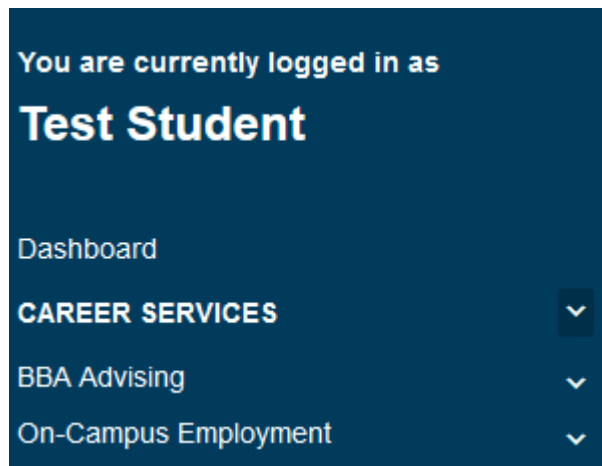 You are currently logged in as
Test Student
Dashboard
CAREER SERVICES
BBA Advising
On-Campus Employment